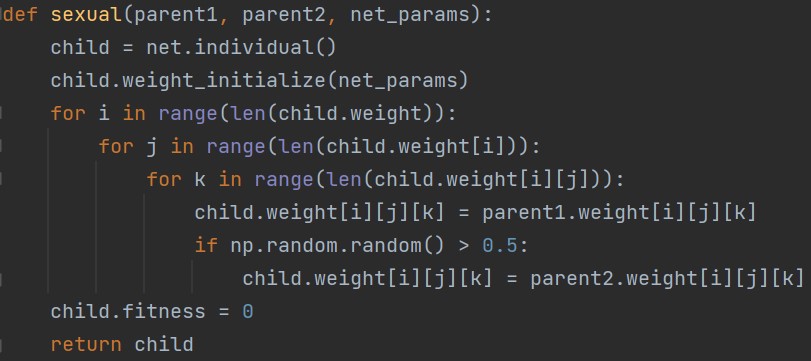 def sexual(parent1, parent2, net_params):
    child = net.individual()
    child.weight_initialize(net_params)
    for i in range(len(child.weight)):
        for j in range(len(child.weight[i])):
            for k in range(len(child.weight[i][j])):
                child.weight[i][j][k] = parent1.weight[i][j][k]
                if np.random.random() > 0.5:
                    child.weight[i][j][k] = parent2.weight[i][j][k]
    child.fitness = 0
    return child